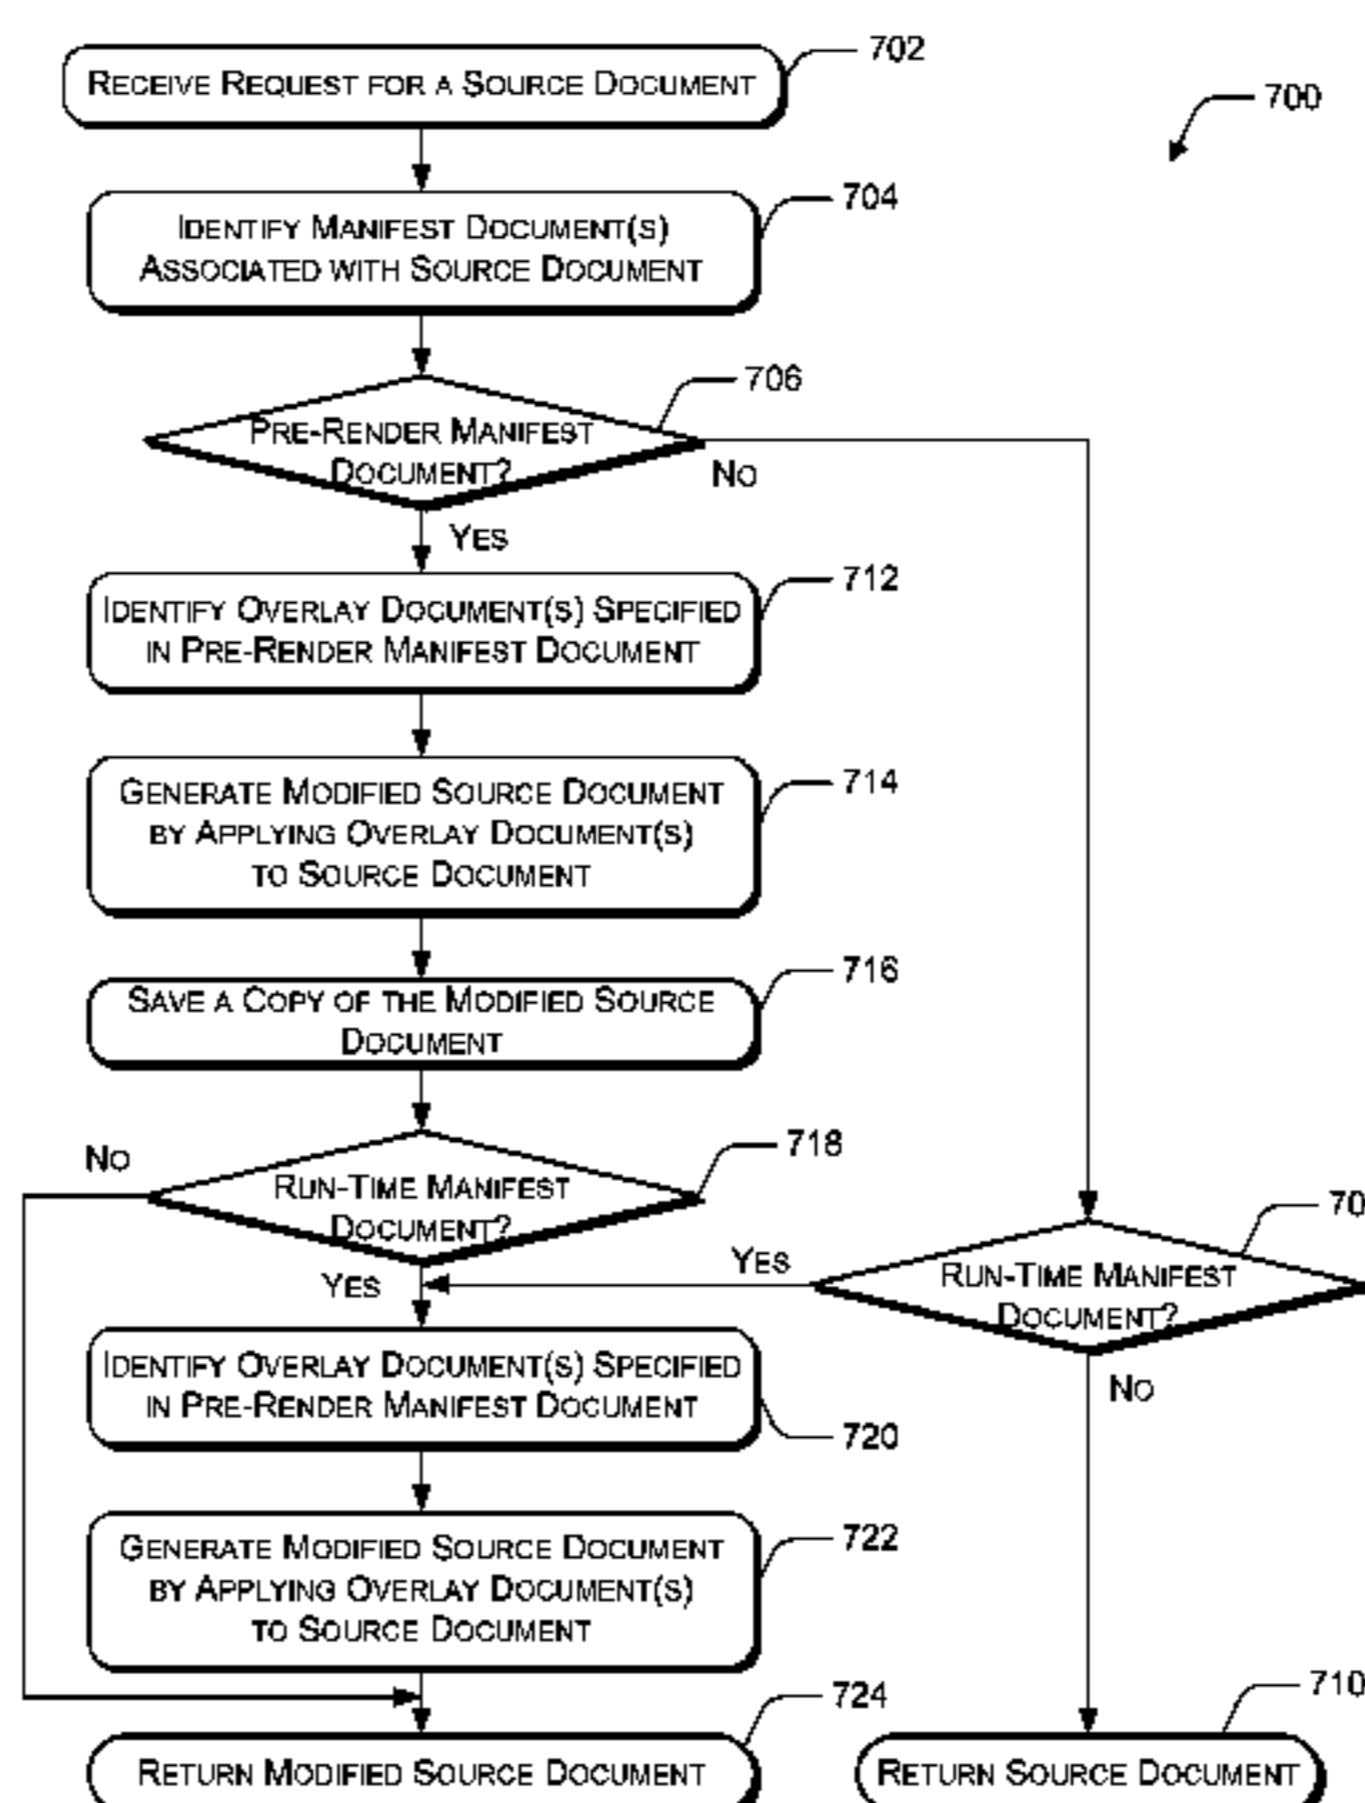 702
RECEIVE REQUEST FOR A SOURCE DOCUMENT
700
704
IDENTIFY MANIFEST DOCUMENT(S)
ASSOCIATED WITH SOURCE DOCUMENT
706
PRE-RENDER MANIFEST
DOCUMENT?
NO
YES
712
IDENTIFY OVERLAY DOCUMENT(S) SPECIFIED
IN PRE-RENDER MANIFEST DOCUMENT
714
GENERATE MODIFIED SOURCE DOCUMENT
BY APPLYING OVERLAY DOCUMENT(S)
TO SOURCE DOCUMENT
716
SAVE A COPY OF THE MODIFIED SOURCE
DOCUMENT
718
NO
RUN-TIME MANIFEST
DOCUMENT?
YES
70
YES
RUN-TIME MANIFEST
DOCUMENT?
NO
IDENTIFY OVERLAY DOCUMENT(S) SPECIFIED
IN PRE-RENDER MANIFEST DOCUMENT
720
722
GENERATE MODIFIED SOURCE DOCUMENT
BY APPLYING OVERLAY DOCUMENT(S)
TO SOURCE DOCUMENT
724
RETURN MODIFIED SOURCE DOCUMENT
710
RETURN SOURCE DOCUMENT